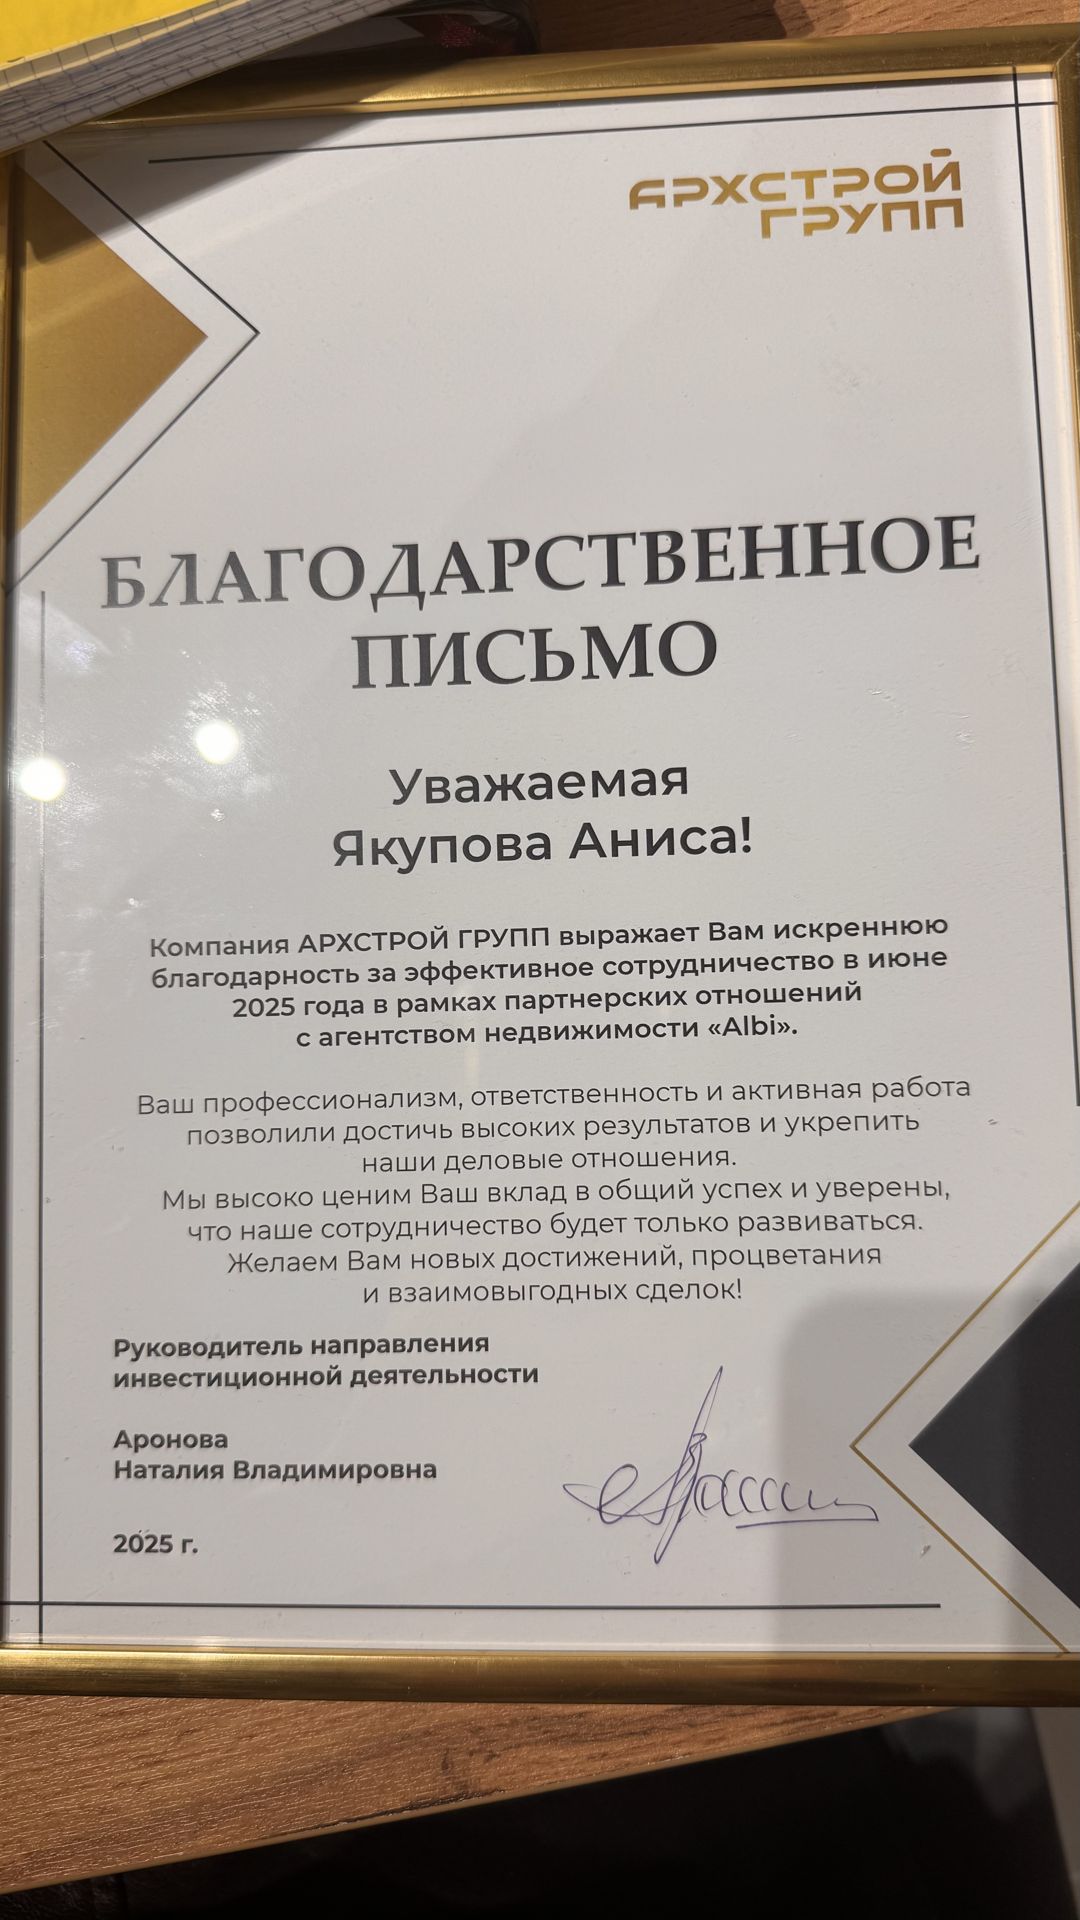 АРХСТРОЙ
ГРУПП
БЛАГОДАРСТВЕННОЕ
ПИСЬМО
Уважаемая
Якупова Аниса!
Компания АРХСТРОЙ ГРУПП выражает Вам искреннюю
благодарность за эффективное сотрудничество в июне
2025 года в рамках партнерских отношений
с агентством недвижимости «Albi».
Ваш профессионализм, ответственность и активная работа
позволили достичь высоких результатов и укрепить
наши деловые отношения.
Мы высоко ценим Ваш вклад в общий успех и уверены,
что наше сотрудничество будет только развиваться.
Желаем Вам новых достижений, процветания
и взаимовыгодных сделок!
Руководитель направления
инвестиционной деятельности
Аронова
Наталия Владимировна
2025 г.